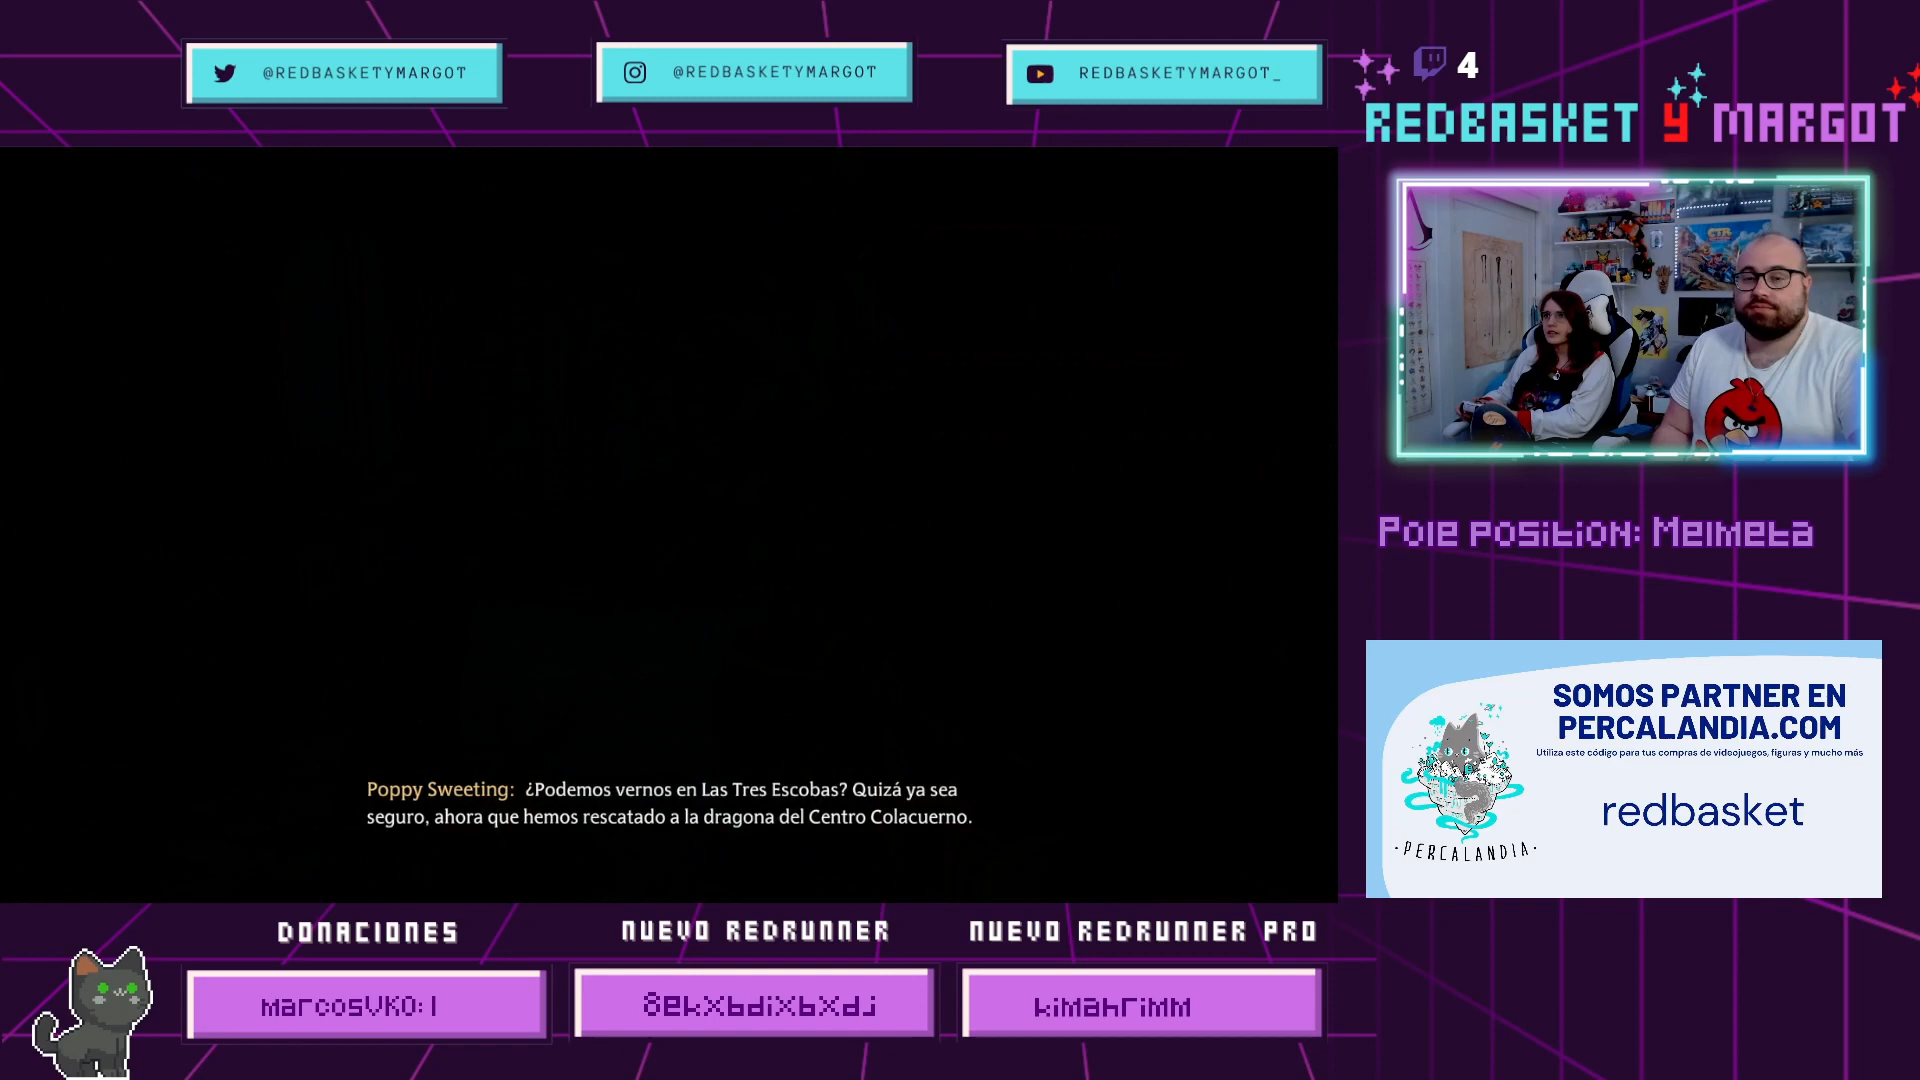 @REDBASKETYMARGOT
@REDBASKETYMARGOT
REDBASKETYMARGOT_
4
REDBASKET Y MARGOT
Pole position: Melmeta
SOMOS PARTNER EN
PERCALANDIA.COM
Utiliza este código para tus compras de videojuegos, figuras y mucho más
redbasket
·PERCALANDIA·
Poppy Sweeting: ¿Podemos vernos en Las Tres Escobas? Quizá ya sea
seguro, ahora que hemos rescatado a la dragona del Centro Colacuerno.
DONACIONES
NUEVO REDRUNNER
NUEVO REDRUNNER PRO
marcosVKO: 1
8ekXbdiXbXdj
kimahrimm